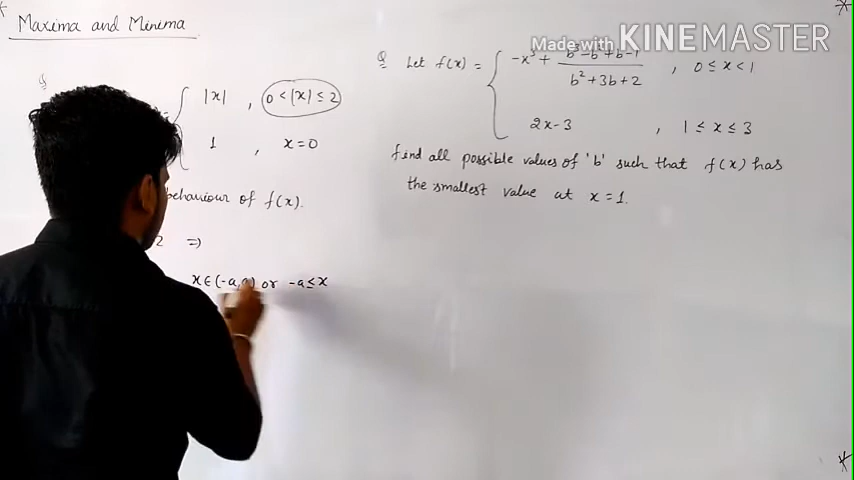 Maxima and Minima
Made with KINEMASTER
Q
|x| , 0 < |x| ≤ 2
1 , x = 0
behaviour of f(x).
2 ⇒
x ∈ (-a, a) or -a ≤ x
Q Let f(x) = { -x³ + (b³ - b² + b - 1)/(b² + 3b + 2) , 0 ≤ x < 1
2x - 3 , 1 ≤ x ≤ 3
find all possible values of 'b' such that f(x) has
the smallest value at x = 1.